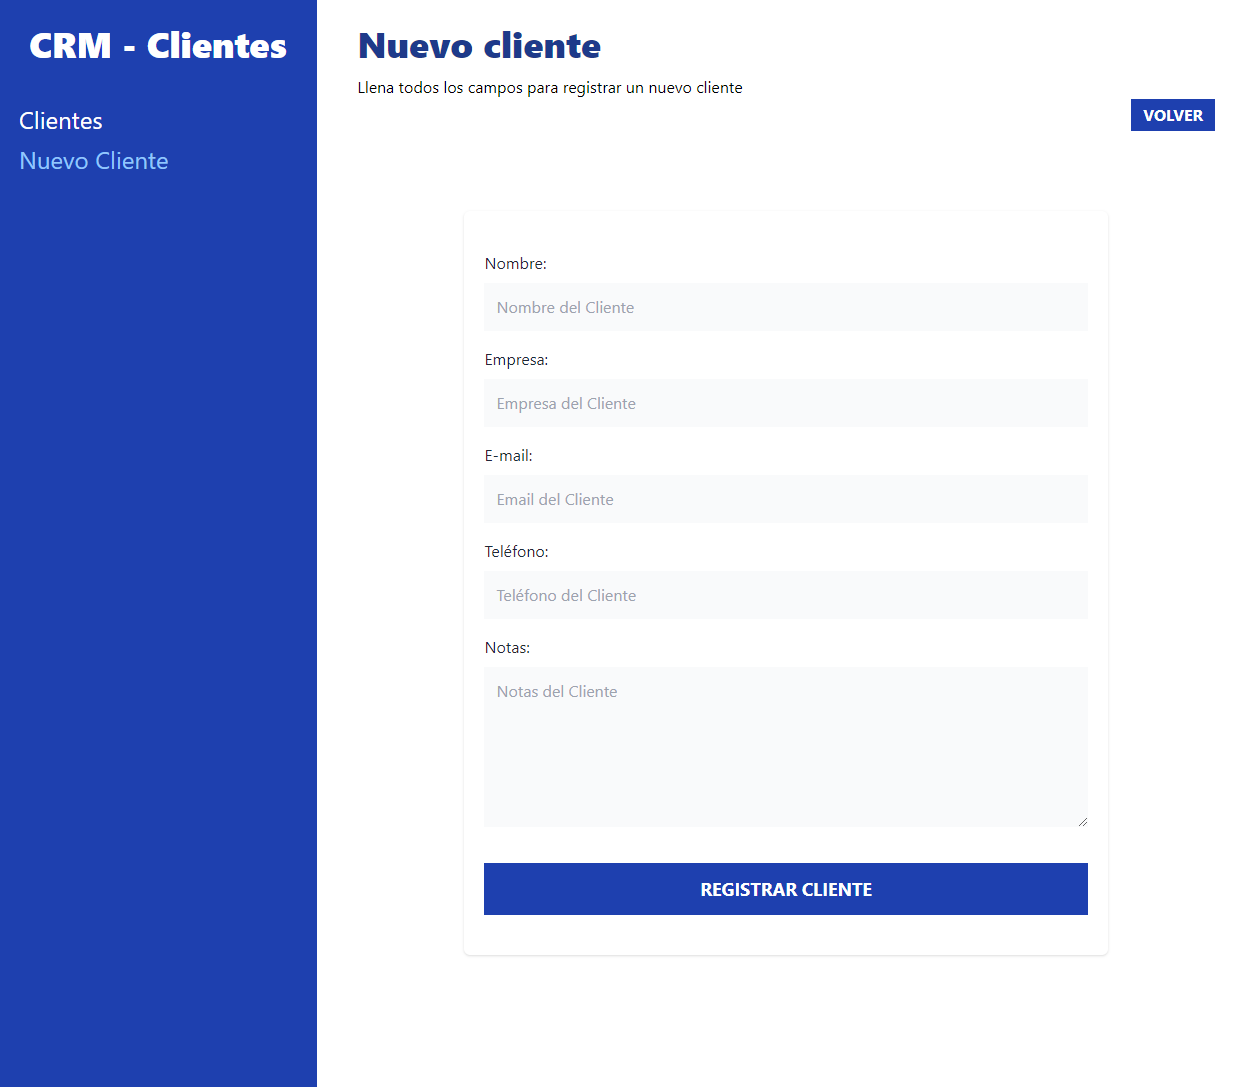 CRM - Clientes
Clientes
Nuevo Cliente
Nuevo cliente
Llena todos los campos para registrar un nuevo cliente
VOLVER
Nombre:
Nombre del Cliente
Empresa:
Empresa del Cliente
E-mail:
Email del Cliente
Teléfono:
Teléfono del Cliente
Notas:
Notas del Cliente
REGISTRAR CLIENTE